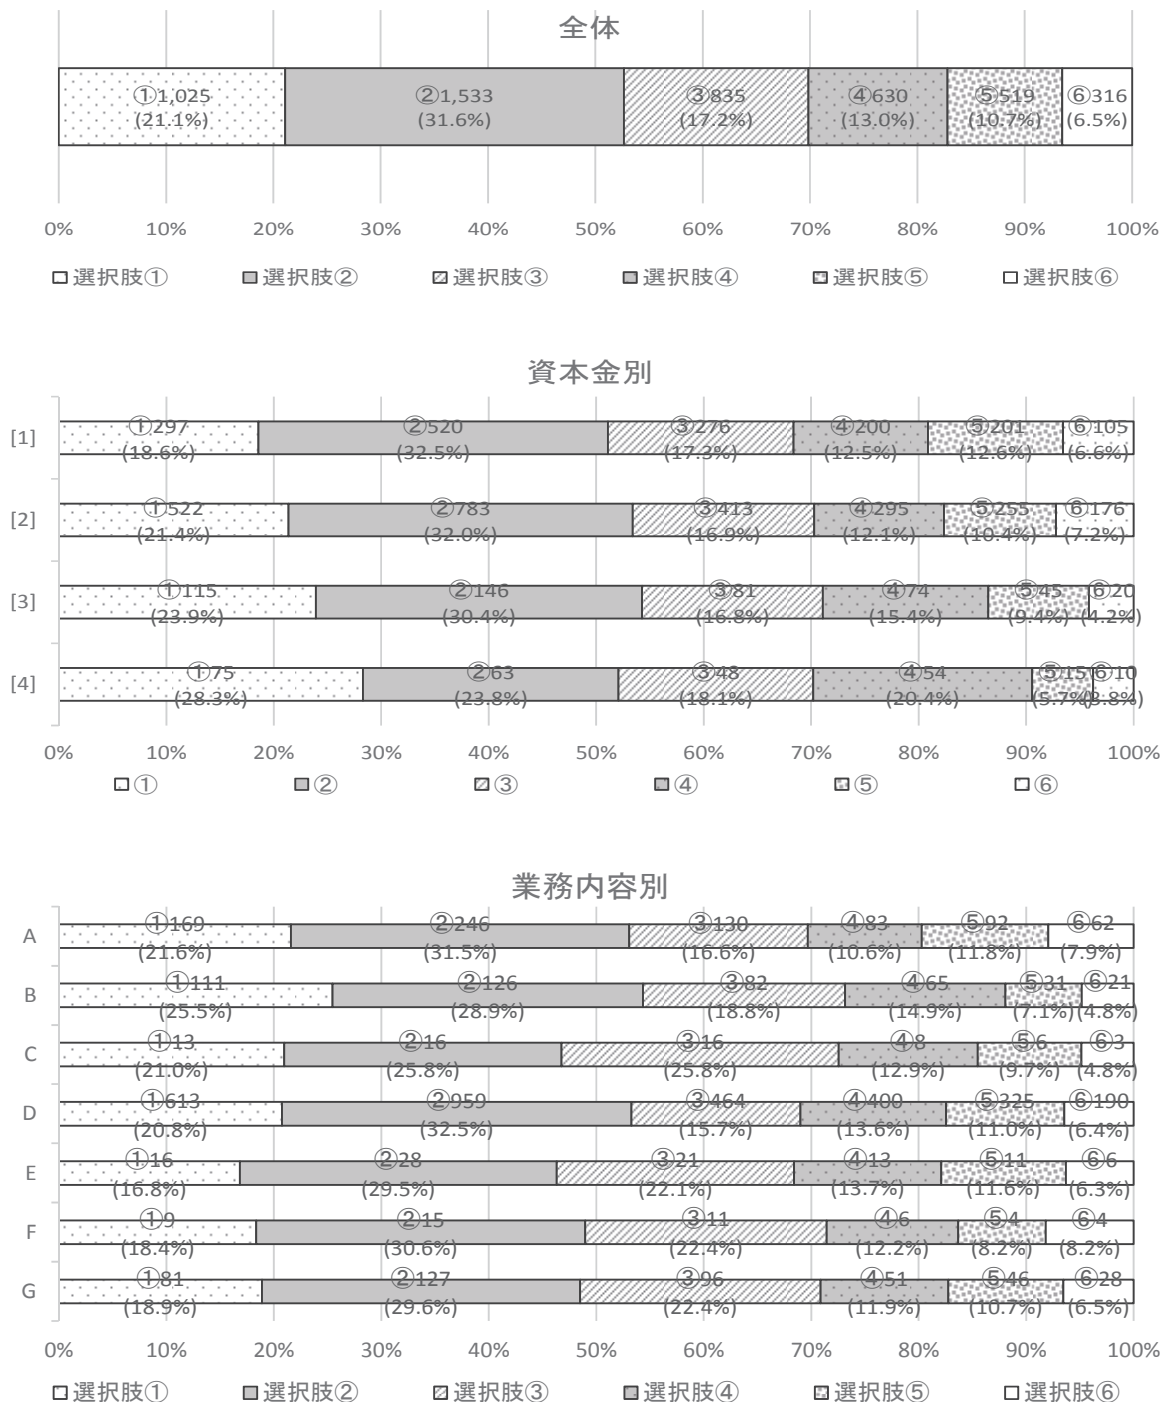 全体
①1,025 ②1,533 ③835 ④630 ⑤519 ⑥316
(21.1%) (31.6%) (17.2%) (13.0%) (10.7%) (6.5%)
0% 10% 20% 30% 40% 50% 60% 70% 80% 90% 100%
選択肢① 選択肢② 選択肢③ 選択肢④ 選択肢⑤ 選択肢⑥
資本金別
[1] ①297 ②520 ③276 ④200 ⑤201 ⑥105
(18.6%) (32.5%) (17.3%) (12.5%) (12.6%) (6.6%)
[2] ①522 ②783 ③413 ④295 ⑤255 ⑥176
(21.4%) (32.0%) (16.9%) (12.1%) (10.4%) (7.2%)
[3] ①115 ②146 ③81 ④74 ⑤45 ⑥20
(23.9%) (30.4%) (16.8%) (15.4%) (9.4%) (4.2%)
[4] ①75 ②63 ③48 ④54 ⑤15 ⑥10
(28.3%) (23.8%) (18.1%) (20.4%) (5.7%) (3.8%)
0% 10% 20% 30% 40% 50% 60% 70% 80% 90% 100%
① ② ③ ④ ⑤ ⑥
業務内容別
A ①169 ②246 ③130 ④83 ⑤92 ⑥62
(21.6%) (31.5%) (16.6%) (10.6%) (11.8%) (7.9%)
B ①111 ②126 ③82 ④65 ⑤31 ⑥21
(25.5%) (28.9%) (18.8%) (14.9%) (7.1%) (4.8%)
C ①13 ②16 ③16 ④8 ⑤6 ⑥3
(21.0%) (25.8%) (25.8%) (12.9%) (9.7%) (4.8%)
D ①613 ②959 ③464 ④400 ⑤325 ⑥190
(20.8%) (32.5%) (15.7%) (13.6%) (11.0%) (6.4%)
E ①16 ②28 ③21 ④13 ⑤11 ⑥6
(16.8%) (29.5%) (22.1%) (13.7%) (11.6%) (6.3%)
F ①9 ②15 ③11 ④6 ⑤4 ⑥4
(18.4%) (30.6%) (22.4%) (12.2%) (8.2%) (8.2%)
G ①81 ②127 ③96 ④51 ⑤46 ⑥28
(18.9%) (29.6%) (22.4%) (11.9%) (10.7%) (6.5%)
0% 10% 20% 30% 40% 50% 60% 70% 80% 90% 100%
選択肢① 選択肢② 選択肢③ 選択肢④ 選択肢⑤ 選択肢⑥